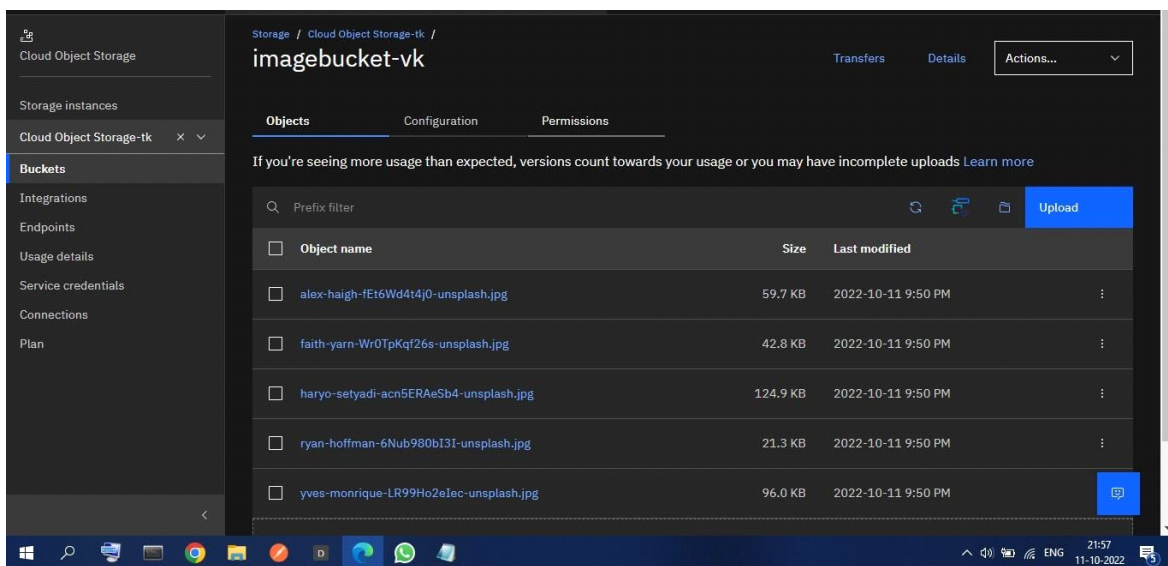 Cloud Object Storage
Storage instances
Cloud Object Storage-tk
Buckets
Integrations
Endpoints
Usage details
Service credentials
Connections
Plan
Storage / Cloud Object Storage-tk /
imagebucket-vk
Transfers Details Actions...
Objects Configuration Permissions
If you're seeing more usage than expected, versions count towards your usage or you may have incomplete uploads Learn more
Prefix filter Upload
Object name Size Last modified
alex-haigh-fEt6Wd4t4j0-unsplash.jpg 59.7 KB 2022-10-11 9:50 PM
faith-yarn-Wr0TpKqf26s-unsplash.jpg 42.8 KB 2022-10-11 9:50 PM
haryo-setyadi-acn5ERAeSb4-unsplash.jpg 124.9 KB 2022-10-11 9:50 PM
ryan-hoffman-6Nub980bI3I-unsplash.jpg 21.3 KB 2022-10-11 9:50 PM
yves-monrique-LR99Ho2eIec-unsplash.jpg 96.0 KB 2022-10-11 9:50 PM
D ENG 21:57
11-10-2022
5